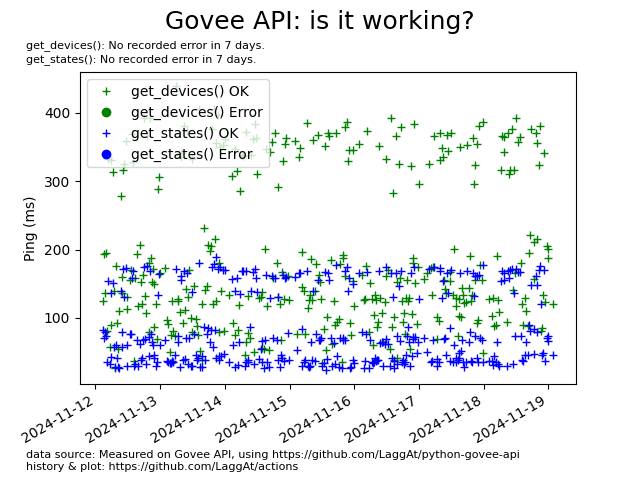 Govee API: is it working?
get_devices(): No recorded error in 7 days.
get_states(): No recorded error in 7 days.
get_devices() OK
get_devices() Error
get_states() OK
get_states() Error
400
300
200
100
Ping (ms)
2024-11-12
2024-11-13
2024-11-14
2024-11-15
2024-11-16
2024-11-17
2024-11-18
2024-11-19
data source: Measured on Govee API, using https://github.com/LaggAt/python-govee-api
history & plot: https://github.com/LaggAt/actions